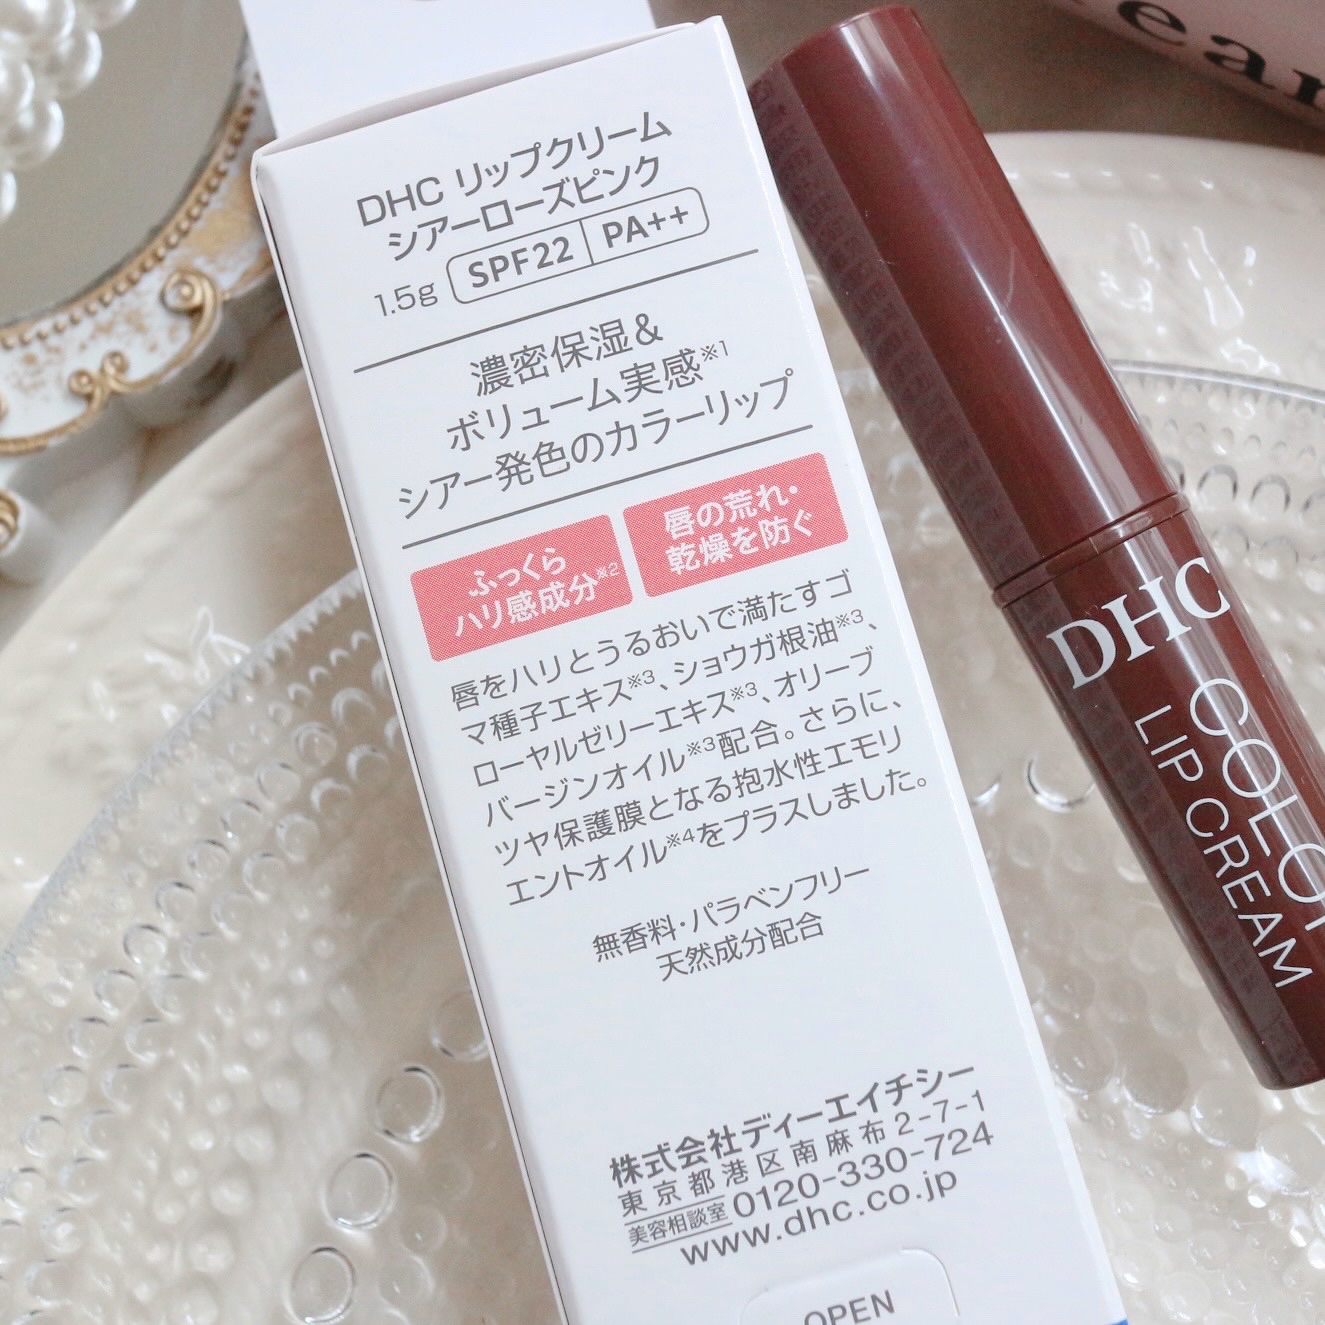 DHC リップクリーム
シアーローズピンク
1.5g SPF22 PA++
濃密保湿&
ボリューム実感※1
シアー発色のカラーリップ
ふっくら
ハリ感成分※2
唇の荒れ・
乾燥を防ぐ
唇をハリとうるおいで満たすゴ
マ種子エキス※3、ショウガ根油※3、
ローヤルゼリーエキス※3、オリーブ
バージンオイル※3配合。さらに、
ツヤ保護膜となる抱水性エモリ
エントオイル※4をプラスしました。
無香料・パラベンフリー
天然成分配合
株式会社ディーエイチシー
東京都港区南麻布2-7-1
美容相談室 0120-330-724
www.dhc.co.jp
OPEN
DHC
COLOR
LIP CREAM